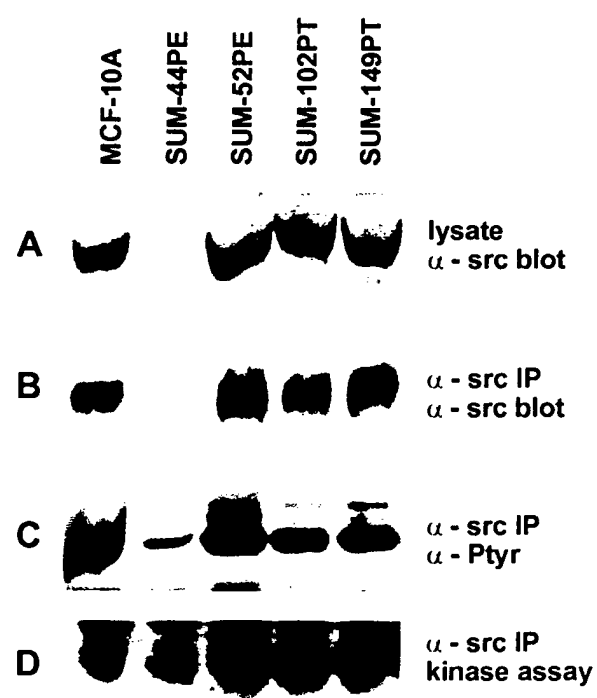 MCF-10A
SUM-44PE
SUM-52PE
SUM-102PT
SUM-149PT
A
lysate
α - src blot
B
α - src IP
α - src blot
C
α - src IP
α - Ptyr
D
α - src IP
kinase assay